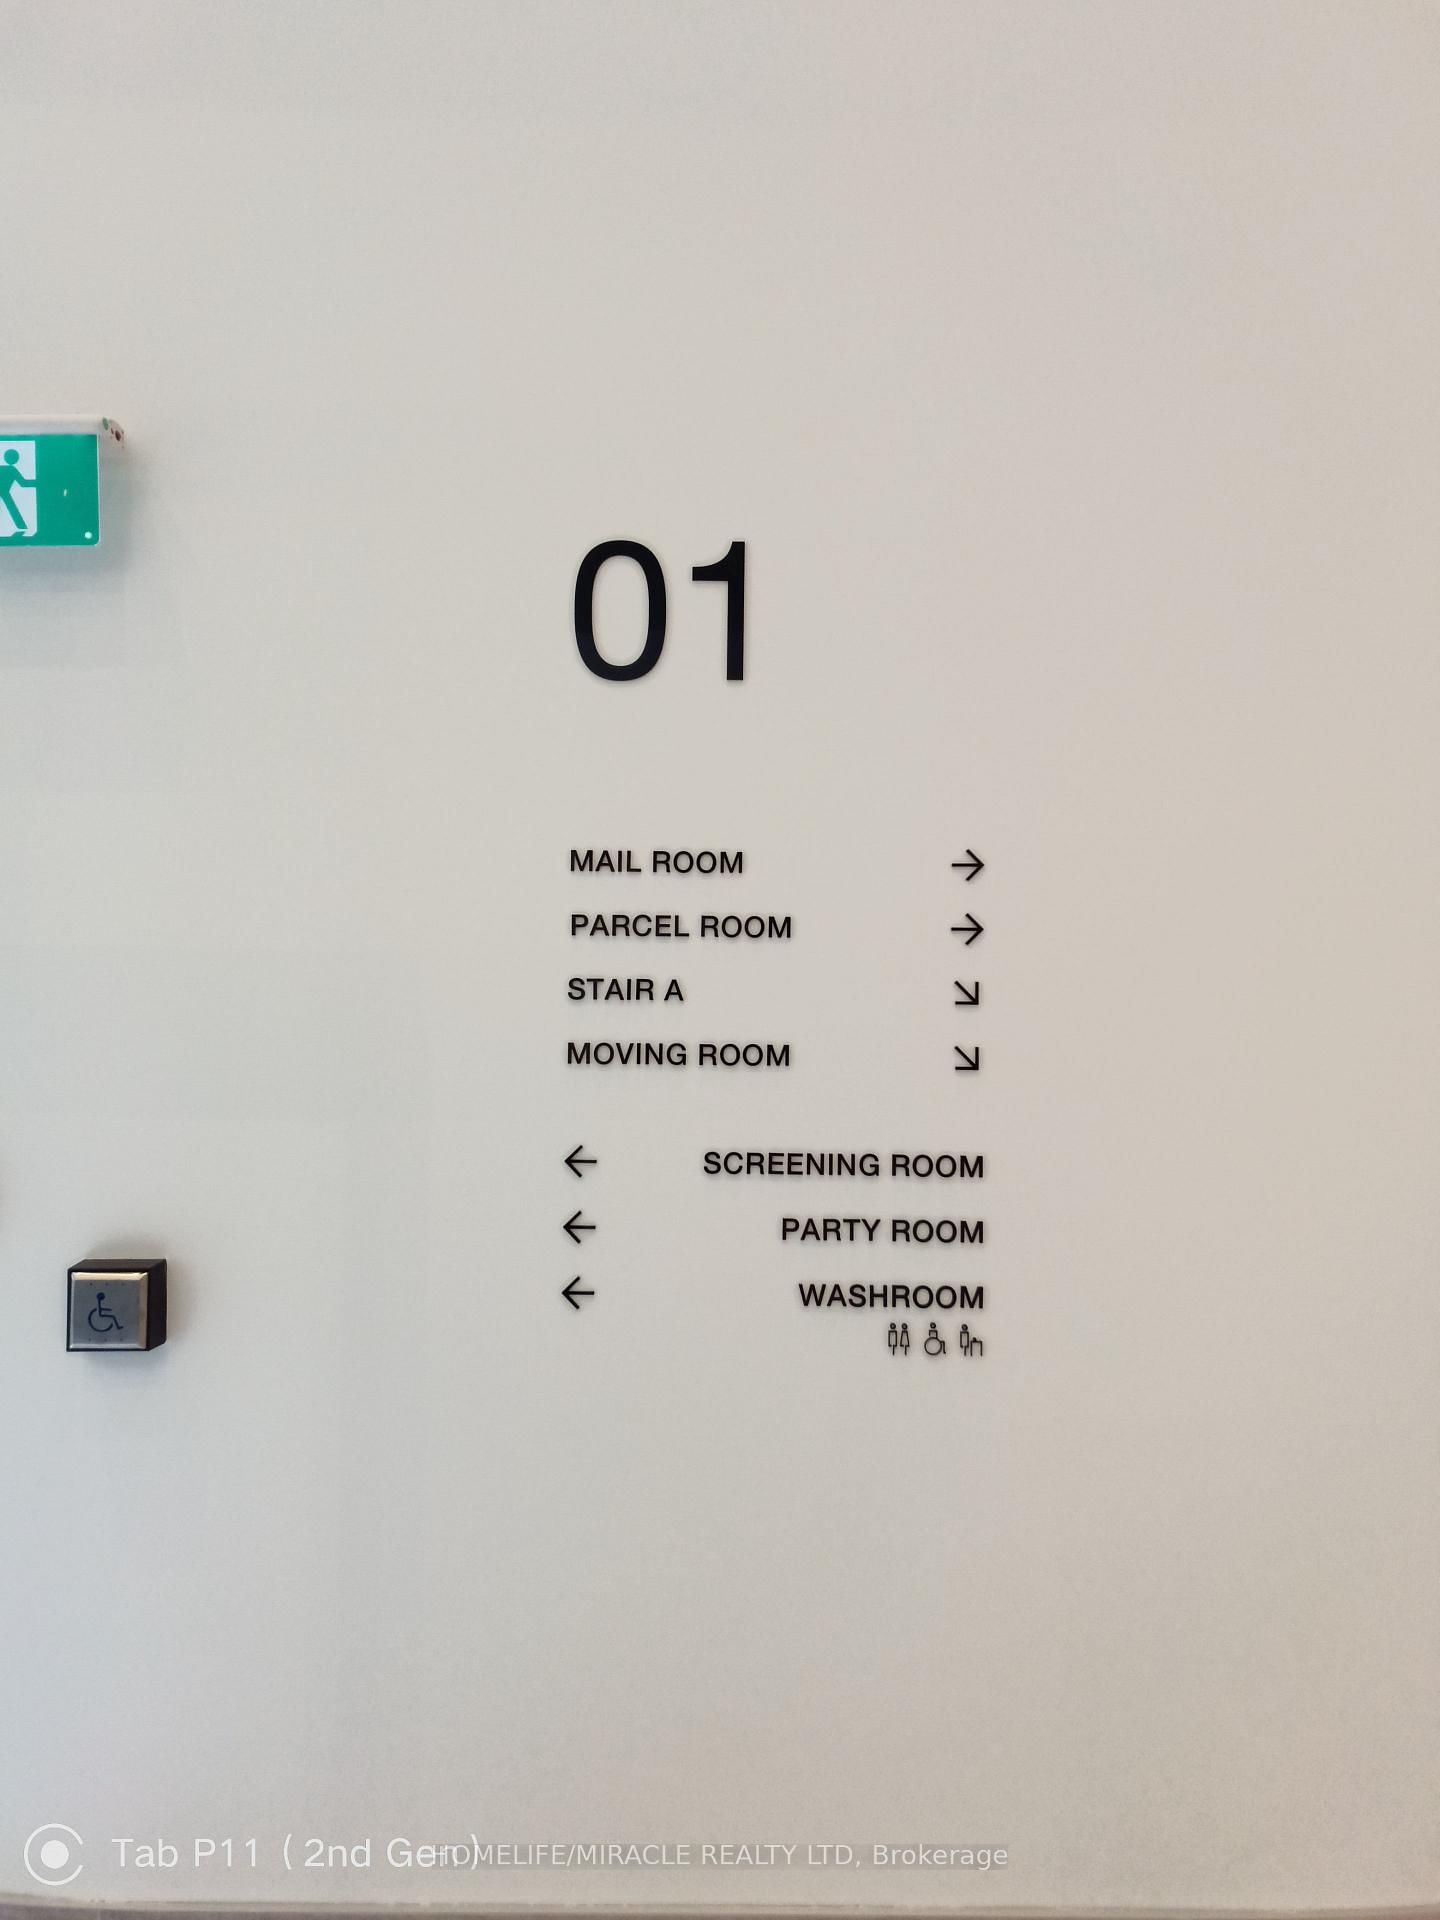 01
MAIL ROOM →
PARCEL ROOM →
STAIR A ↘
MOVING ROOM ↘
← SCREENING ROOM
← PARTY ROOM
← WASHROOM
Tab P11 (2nd Gen)
HOMELIFE/MIRACLE REALTY LTD, Brokerage